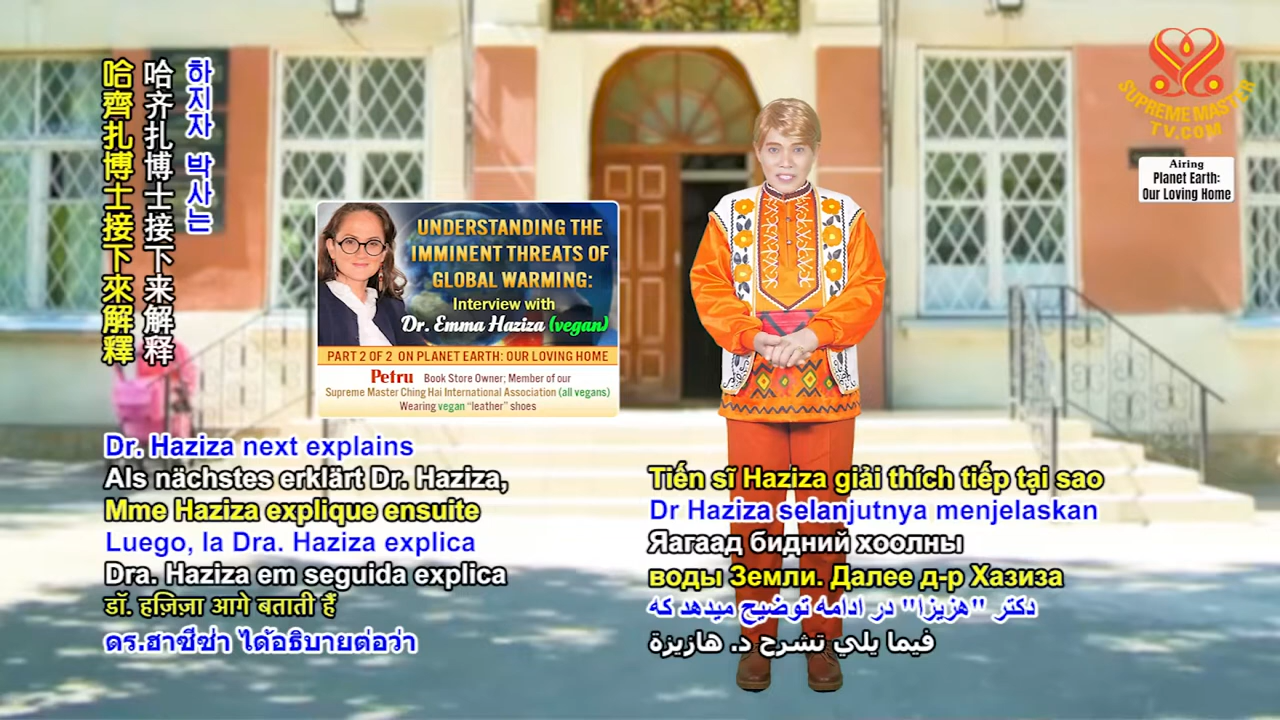 하지자 박사는
哈齐扎博士接下来解释
哈齊扎博士接下來解釋
SUPREME MASTER
TV.COM
Airing
Planet Earth:
Our Loving Home
UNDERSTANDING THE
IMMINENT THREATS OF
GLOBAL WARMING:
Interview with
Dr. Emma Haziza (vegan)
PART 2 OF 2 ON PLANET EARTH: OUR LOVING HOME
Petru Book Store Owner; Member of our
Supreme Master Ching Hai International Association (all vegans)
Wearing vegan “leather” shoes
Dr. Haziza next explains
Als nächstes erklärt Dr. Haziza,
Mme Haziza explique ensuite
Luego, la Dra. Haziza explica
Dra. Haziza em seguida explica
डॉ. हज़िज़ा आगे बताती हैं
ดร.ฮาซีซ่า ได้อธิบายต่อว่า
Tiến sĩ Haziza giải thích tiếp tại sao
Dr Haziza selanjutnya menjelaskan
Яагаад бидний хоолны
воды Земли. Далее д-р Хазиза
دکتر "هزیزا" در ادامه توضیح میدهد که
فيما يلي تشرح د. هازيزة